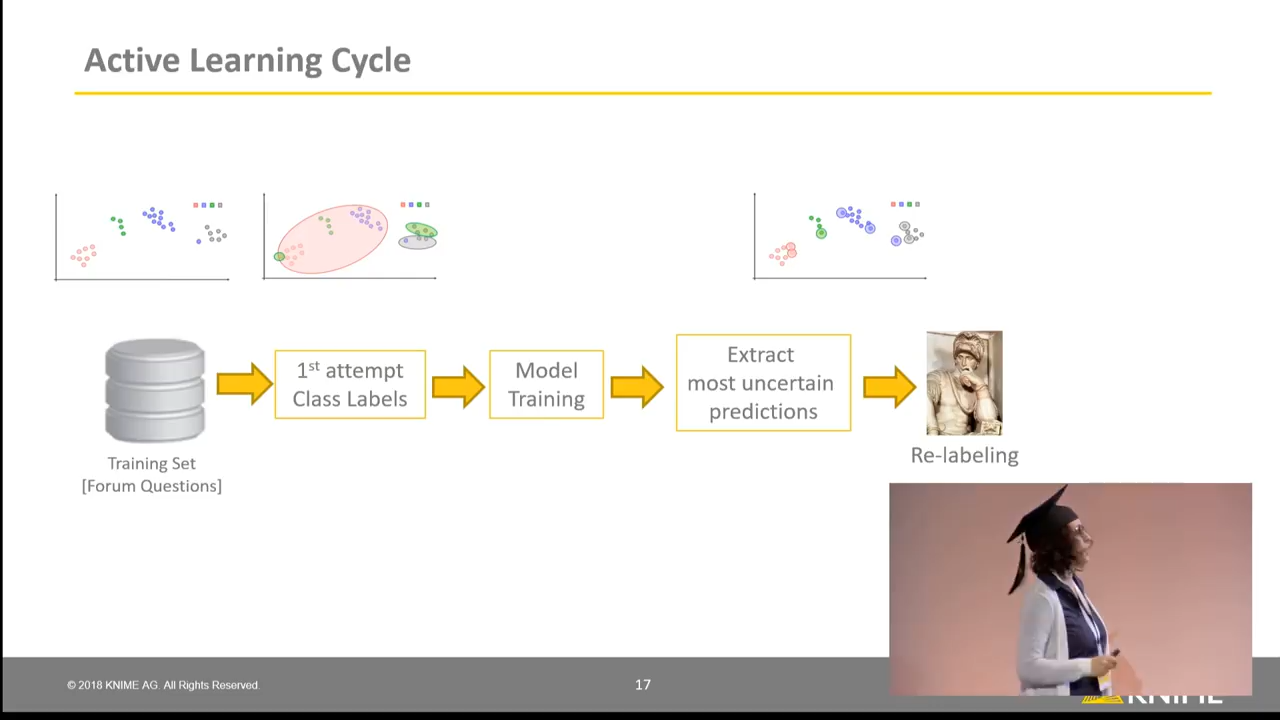 Active Learning Cycle
1st attempt
Class Labels
Model
Training
Extract
most uncertain
predictions
Training Set
[Forum Questions]
Re-labeling
© 2018 KNIME AG. All Rights Reserved.
17
KNIME